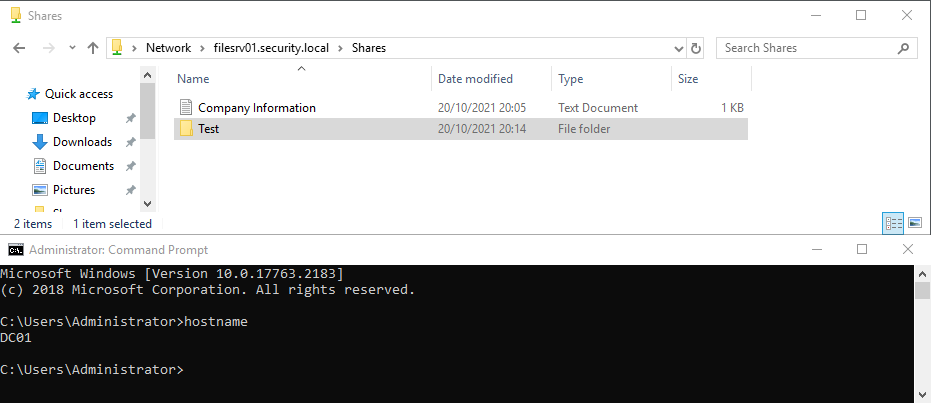 Shares
Network > filesrv01.security.local > Shares
Search Shares
Name Date modified Type Size
Quick access
Desktop
Downloads
Documents
Pictures
Company Information 20/10/2021 20:05 Text Document 1 KB
Test 20/10/2021 20:14 File folder
2 items 1 item selected
Administrator: Command Prompt
Microsoft Windows [Version 10.0.17763.2183]
(c) 2018 Microsoft Corporation. All rights reserved.
C:\Users\Administrator>hostname
DC01
C:\Users\Administrator>